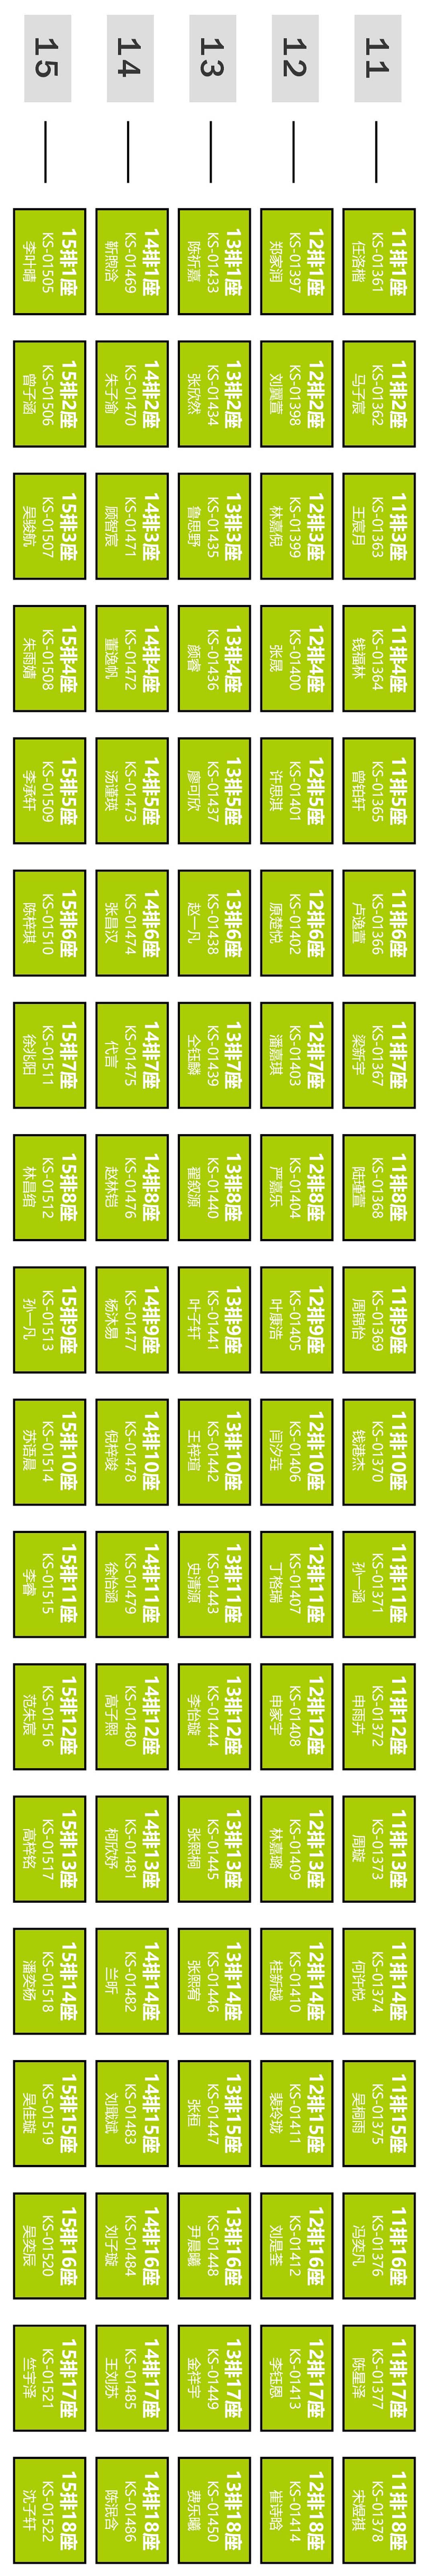 11
11排1座
KS-01361
任洛楷
11排2座
KS-01362
马子宸
11排3座
KS-01363
王宸月
11排4座
KS-01364
钱福林
11排5座
KS-01365
曾铂轩
11排6座
KS-01366
卢逸萱
11排7座
KS-01367
梁新宇
11排8座
KS-01368
陆瑾萱
11排9座
KS-01369
周锦怡
11排10座
KS-01370
钱港杰
11排11座
KS-01371
孙一涵
11排12座
KS-01372
申雨卉
11排13座
KS-01373
周璇
11排14座
KS-01374
何许悦
11排15座
KS-01375
吴桐雨
11排16座
KS-01376
冯奕凡
11排17座
KS-01377
陈星泽
11排18座
KS-01378
宋煜祺
12
12排1座
KS-01397
郑家润
12排2座
KS-01398
刘翼萱
12排3座
KS-01399
林嘉倪
12排4座
KS-01400
张晟
12排5座
KS-01401
许思淇
12排6座
KS-01402
原楚悦
12排7座
KS-01403
潘嘉琪
12排8座
KS-01404
严嘉乐
12排9座
KS-01405
叶康浩
12排10座
KS-01406
闫汐垚
12排11座
KS-01407
丁格瑞
12排12座
KS-01408
申家宇
12排13座
KS-01409
林嘉璐
12排14座
KS-01410
桂新越
12排15座
KS-01411
裴玲珑
12排16座
KS-01412
刘是荃
12排17座
KS-01413
李钰恩
12排18座
KS-01414
崔诗晗
13
13排1座
KS-01433
陈祈嘉
13排2座
KS-01434
张欣然
13排3座
KS-01435
鲁思野
13排4座
KS-01436
颜睿
13排5座
KS-01437
廖可欣
13排6座
KS-01438
赵一凡
13排7座
KS-01439
仝钰麟
13排8座
KS-01440
翟叙源
13排9座
KS-01441
叶子轩
13排10座
KS-01442
王梓瑄
13排11座
KS-01443
史清源
13排12座
KS-01444
李怡璇
13排13座
KS-01445
张熙桐
13排14座
KS-01446
张熙宥
13排15座
KS-01447
张桓
13排16座
KS-01448
尹晨曦
13排17座
KS-01449
金祥宇
13排18座
KS-01450
费乐曦
14
14排1座
KS-01469
靳煦浛
14排2座
KS-01470
朱子渝
14排3座
KS-01471
顾智宸
14排4座
KS-01472
董逸帆
14排5座
KS-01473
汤谨瑛
14排6座
KS-01474
张昌汉
14排7座
KS-01475
代言
14排8座
KS-01476
赵林铠
14排9座
KS-01477
杨沐易
14排10座
KS-01478
倪梓竣
14排11座
KS-01479
徐怡涵
14排12座
KS-01480
高子熙
14排13座
KS-01481
柯欣妤
14排14座
KS-01482
兰昕
14排15座
KS-01483
刘戢斌
14排16座
KS-01484
刘子璇
14排17座
KS-01485
王刘苏
14排18座
KS-01486
陈泯含
15
15排1座
KS-01505
李叶晴
15排2座
KS-01506
曾子涵
15排3座
KS-01507
吴骏航
15排4座
KS-01508
朱雨婧
15排5座
KS-01509
李承轩
15排6座
KS-01510
陈梓琪
15排7座
KS-01511
徐兆阳
15排8座
KS-01512
林昌绾
15排9座
KS-01513
孙一凡
15排10座
KS-01514
苏语晨
15排11座
KS-01515
李睿
15排12座
KS-01516
范朱宸
15排13座
KS-01517
高梓铭
15排14座
KS-01518
潘奕杨
15排15座
KS-01519
吴佳璇
15排16座
KS-01520
吴奕辰
15排17座
KS-01521
竺宇泽
15排18座
KS-01522
沈子轩